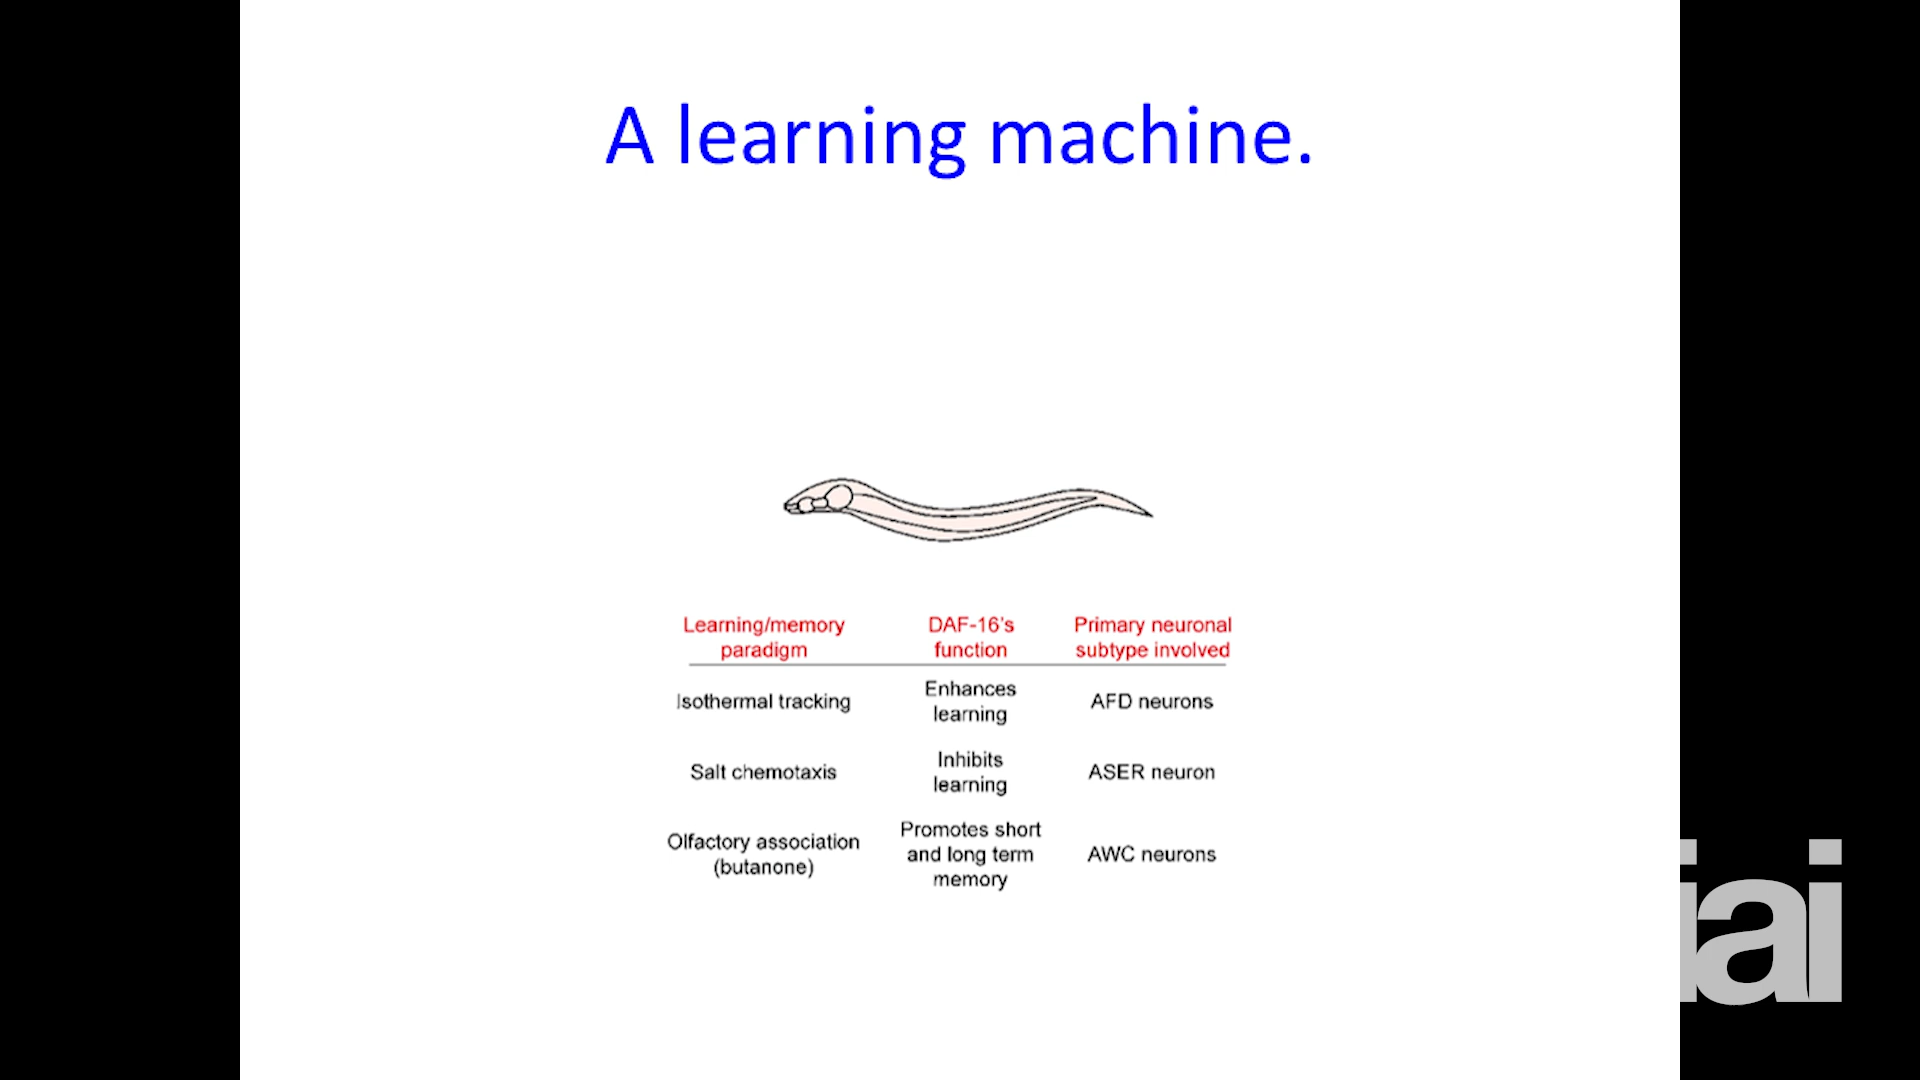 A learning machine.
Learning/memory paradigm
DAF-16's function
Primary neuronal subtype involved
Isothermal tracking
Enhances learning
AFD neurons
Salt chemotaxis
Inhibits learning
ASER neuron
Olfactory association (butanone)
Promotes short and long term memory
AWC neurons
iai